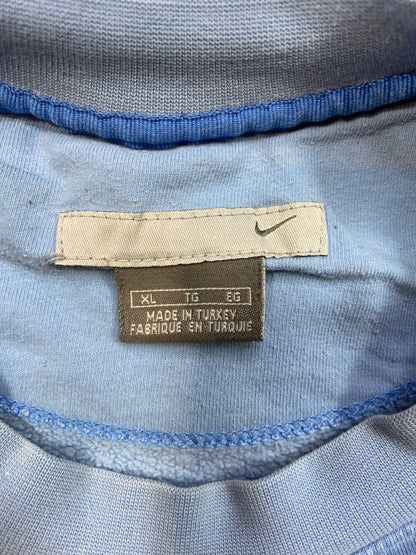 XL TG EG
MADE IN TURKEY
FABRIQUE EN TURQUIE